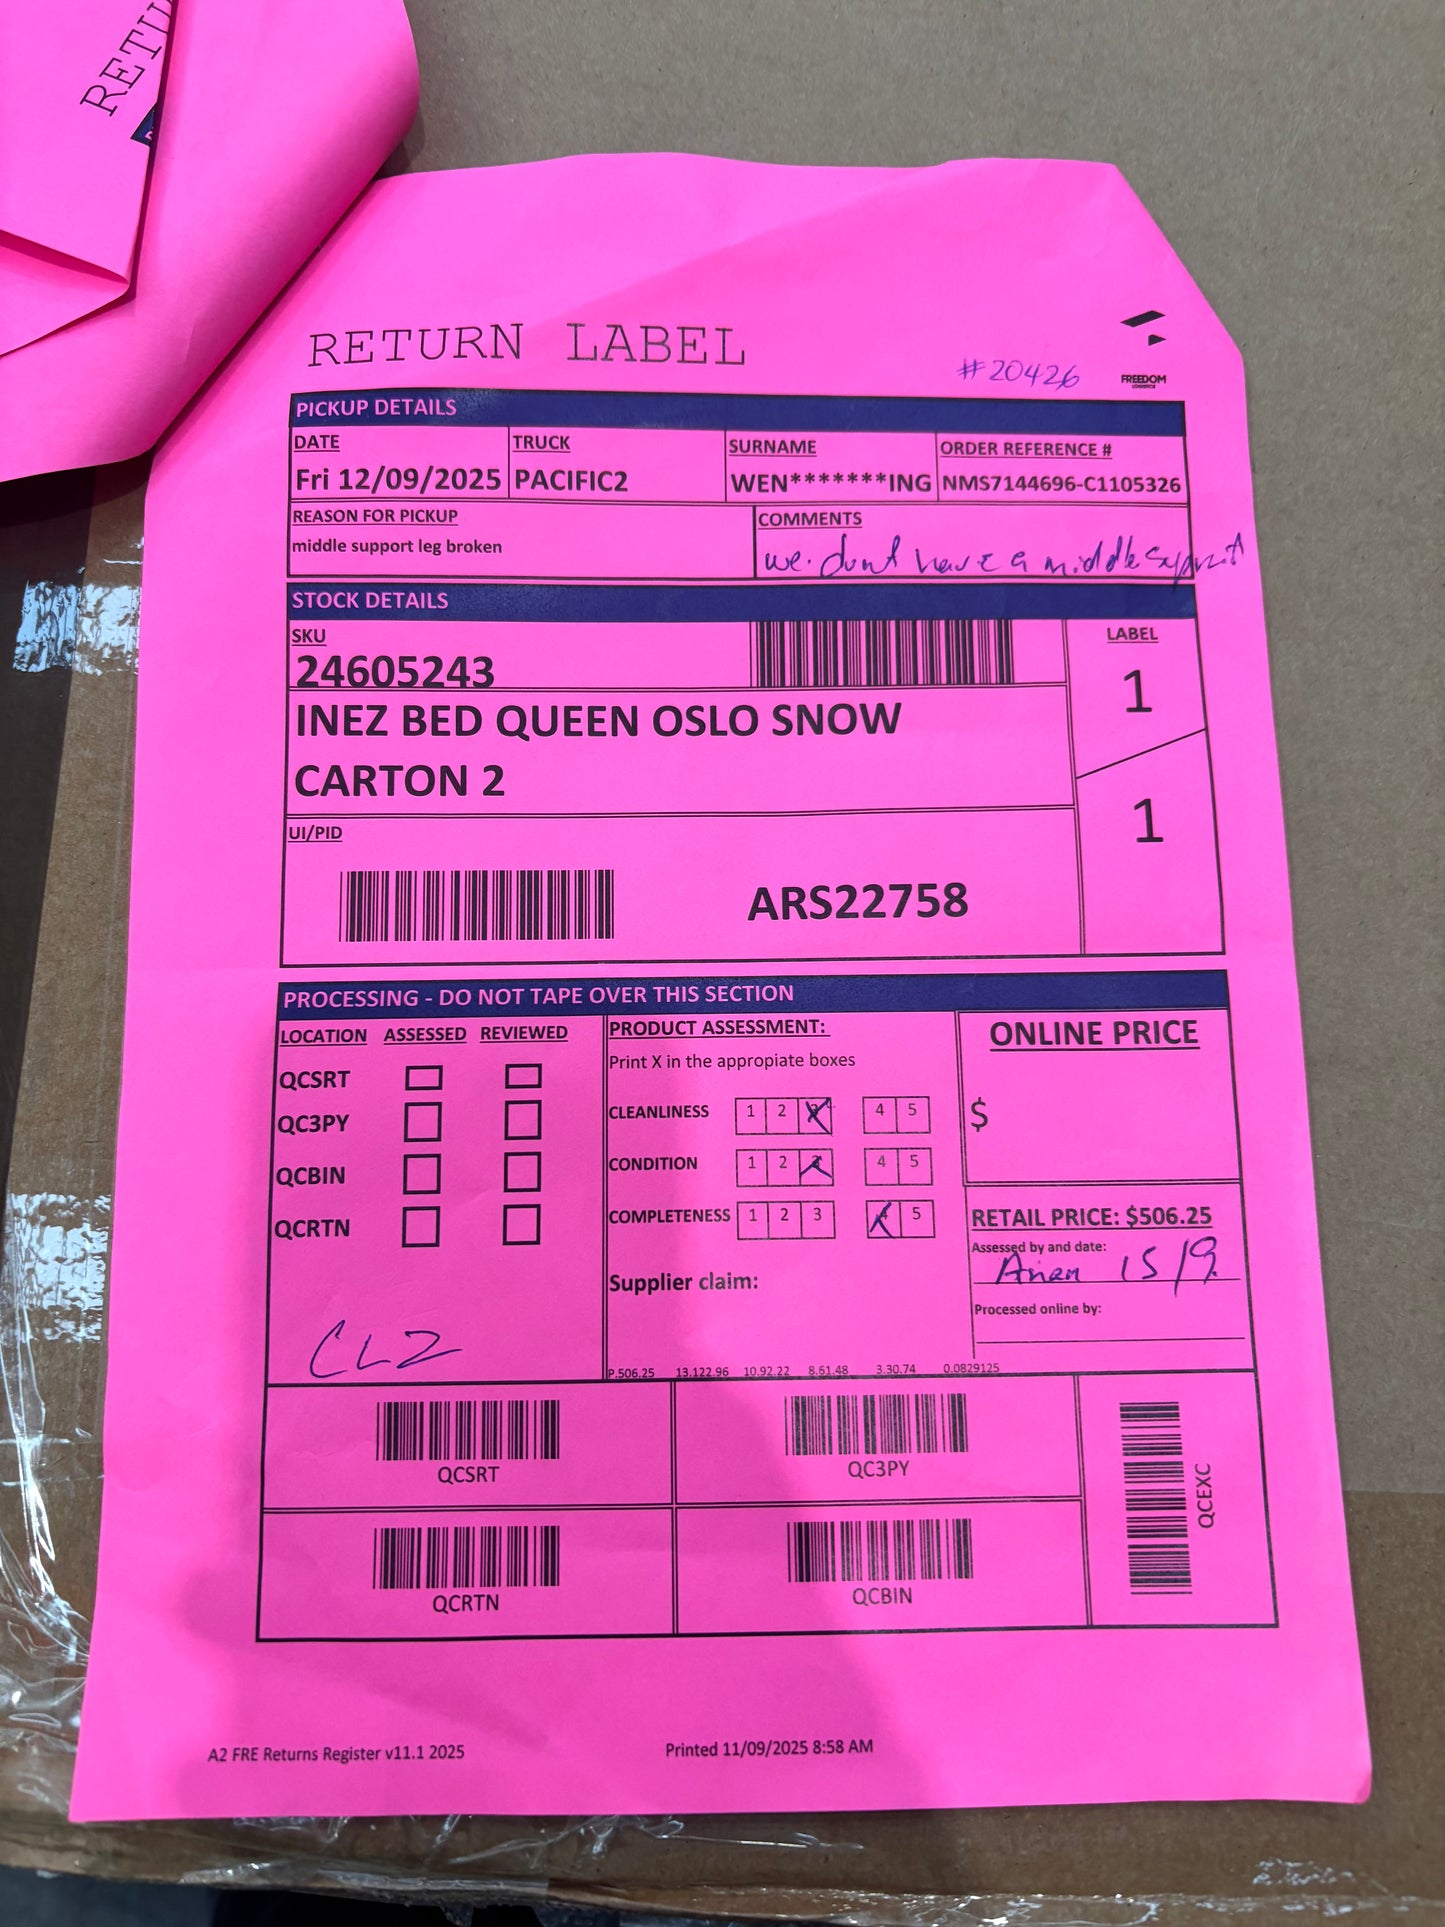 RETU
RETURN LABEL
#20426
FREEDOM
LOGISTICS
PICKUP DETAILS
DATE TRUCK SURNAME ORDER REFERENCE #
Fri 12/09/2025 PACIFIC2 WEN*******ING NMS7144696-C1105326
REASON FOR PICKUP COMMENTS
middle support leg broken we dont have a middle support
STOCK DETAILS
SKU LABEL
24605243
1
INEZ BED QUEEN OSLO SNOW
CARTON 2
1
UI/PID
ARS22758
PROCESSING - DO NOT TAPE OVER THIS SECTION
LOCATION ASSESSED REVIEWED
QCSRT
QC3PY
QCBIN
QCRTN
CLZ
PRODUCT ASSESSMENT:
Print X in the appropiate boxes
CLEANLINESS 1 2 3 4 5
CONDITION 1 2 3 4 5
COMPLETENESS 1 2 3 4 5
Supplier claim:
P.506.25 13.122.96 10.92.22 8.61.48 3.30.74 0.0829125
ONLINE PRICE
$
RETAIL PRICE: $506.25
Assessed by and date:
15/9
Processed online by:
QCSRT QC3PY
QCEXC
QCRTN QCBIN
A2 FRE Returns Register v11.1 2025 Printed 11/09/2025 8:58 AM